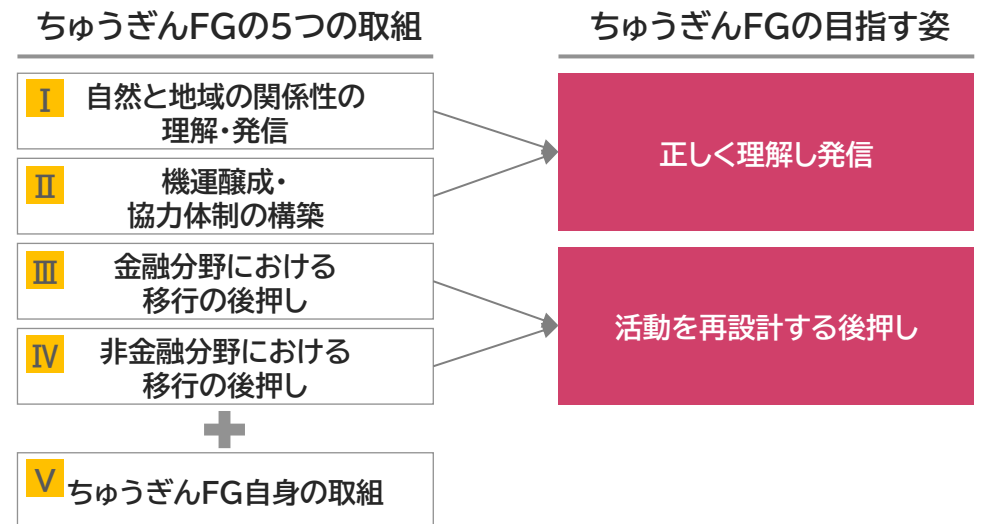 ちゅうぎんFGの5つの取組
ちゅうぎんFGの目指す姿
Ⅰ
自然と地域の関係性の
理解・発信
Ⅱ
機運醸成・
協力体制の構築
正しく理解し発信
Ⅲ
金融分野における
移行の後押し
Ⅳ
非金融分野における
移行の後押し
活動を再設計する後押し
Ⅴ
ちゅうぎんFG自身の取組